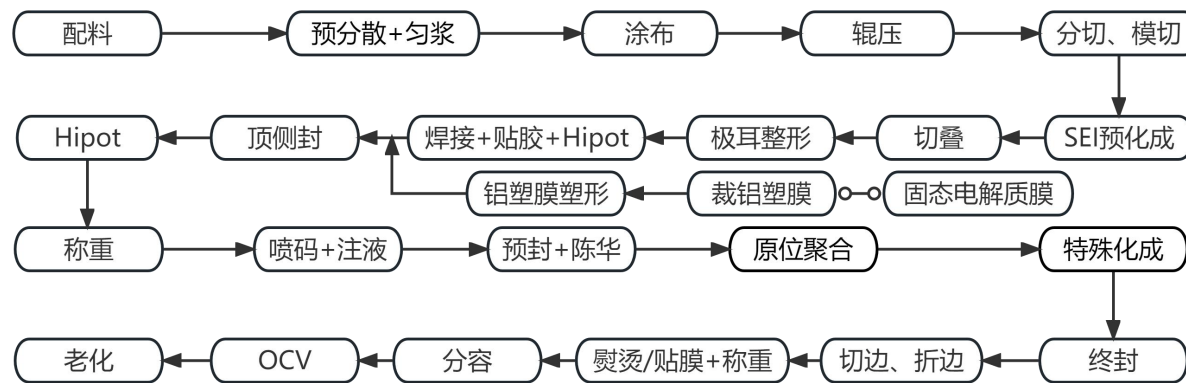 配料
预分散+匀浆
涂布
辊压
分切、模切
Hipot
顶侧封
焊接+贴胶+Hipot
极耳整形
切叠
SEI预化成
铝塑膜塑形
裁铝塑膜
固态电解质膜
称重
喷码+注液
预封+陈华
原位聚合
特殊化成
老化
OCV
分容
熨烫/贴膜+称重
切边、折边
终封